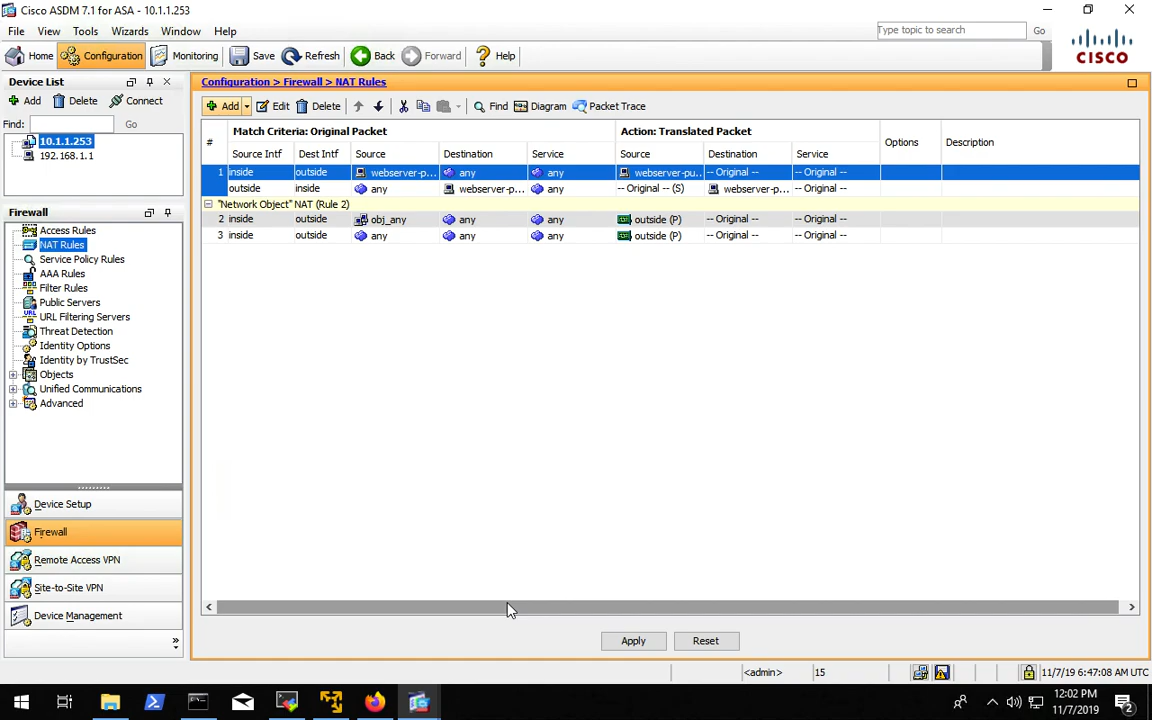 Cisco ASDM 7.1 for ASA - 10.1.1.253
File View Tools Wizards Window Help
Type topic to search Go
Home Configuration Monitoring Save Refresh Back Forward Help
CISCO
Device List
Add Delete Connect
Find: Go
10.1.1.253
192.168.1.1
Firewall
Access Rules
NAT Rules
Service Policy Rules
AAA Rules
Filter Rules
Public Servers
URL URL Filtering Servers
Threat Detection
Identity Options
Identity by TrustSec
Objects
Unified Communications
Advanced
Device Setup
Firewall
Remote Access VPN
Site-to-Site VPN
Device Management
»
Configuration > Firewall > NAT Rules
Add Edit Delete Find Diagram Packet Trace
# Match Criteria: Original Packet Action: Translated Packet Options Description
Source Intf Dest Intf Source Destination Service Source Destination Service
1 inside outside webserver-p... any any webserver-pu... -- Original -- -- Original --
outside inside any webserver-p... any -- Original -- (S) webserver-p... -- Original --
"Network Object" NAT (Rule 2)
2 inside outside obj_any any any outside (P) -- Original -- -- Original --
3 inside outside any any any outside (P) -- Original -- -- Original --
Apply Reset
<admin> 15 11/7/19 6:47:08 AM UTC
12:02 PM
11/7/2019
2